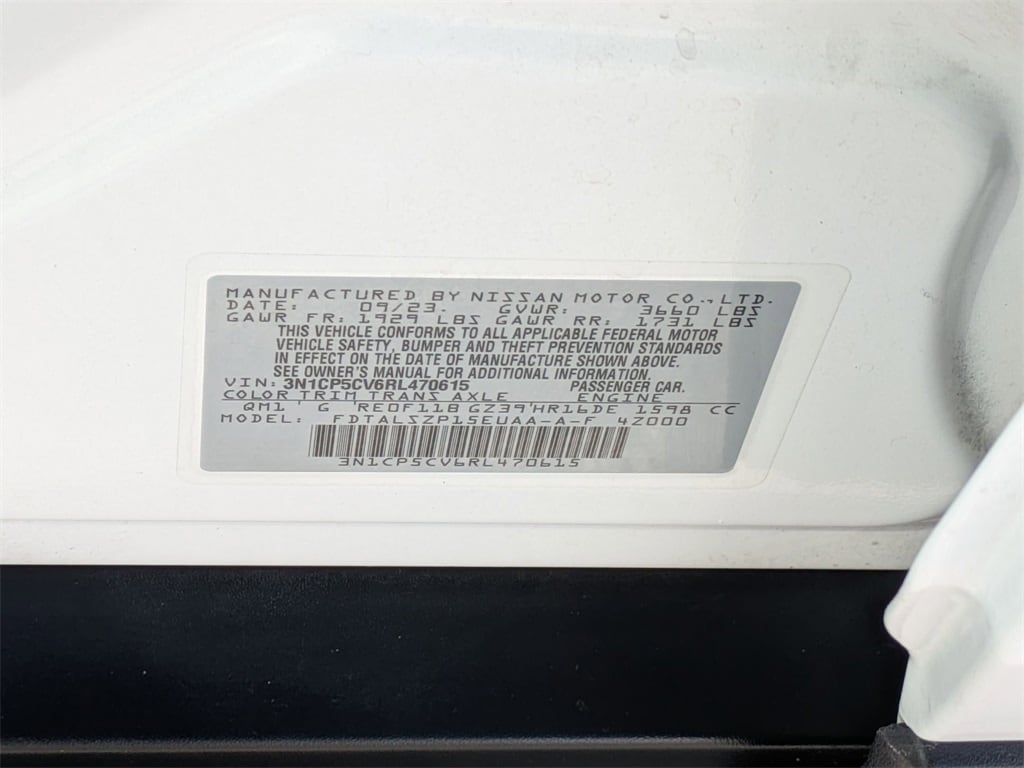 MANUFACTURED BY NISSAN MOTOR CO.,LTD.
DATE: 09/23. GVWR: 3660 LBS
GAWR FR: 1929 LBS GAWR RR: 1731 LBS
THIS VEHICLE CONFORMS TO ALL APPLICABLE FEDERAL MOTOR
VEHICLE SAFETY, BUMPER AND THEFT PREVENTION STANDARDS
IN EFFECT ON THE DATE OF MANUFACTURE SHOWN ABOVE.
SEE OWNER'S MANUAL FOR ADDITIONAL INFORMATION.
VIN: 3N1CP5CV6RL470615 PASSENGER CAR.
COLOR TRIM TRANS AXLE ENGINE
QM1 G RE0F11B GZ39 HR16DE 1598 CC
MODEL: FDTALSZP15EUAA-A-F 4Z000
3N1CP5CV6RL470615